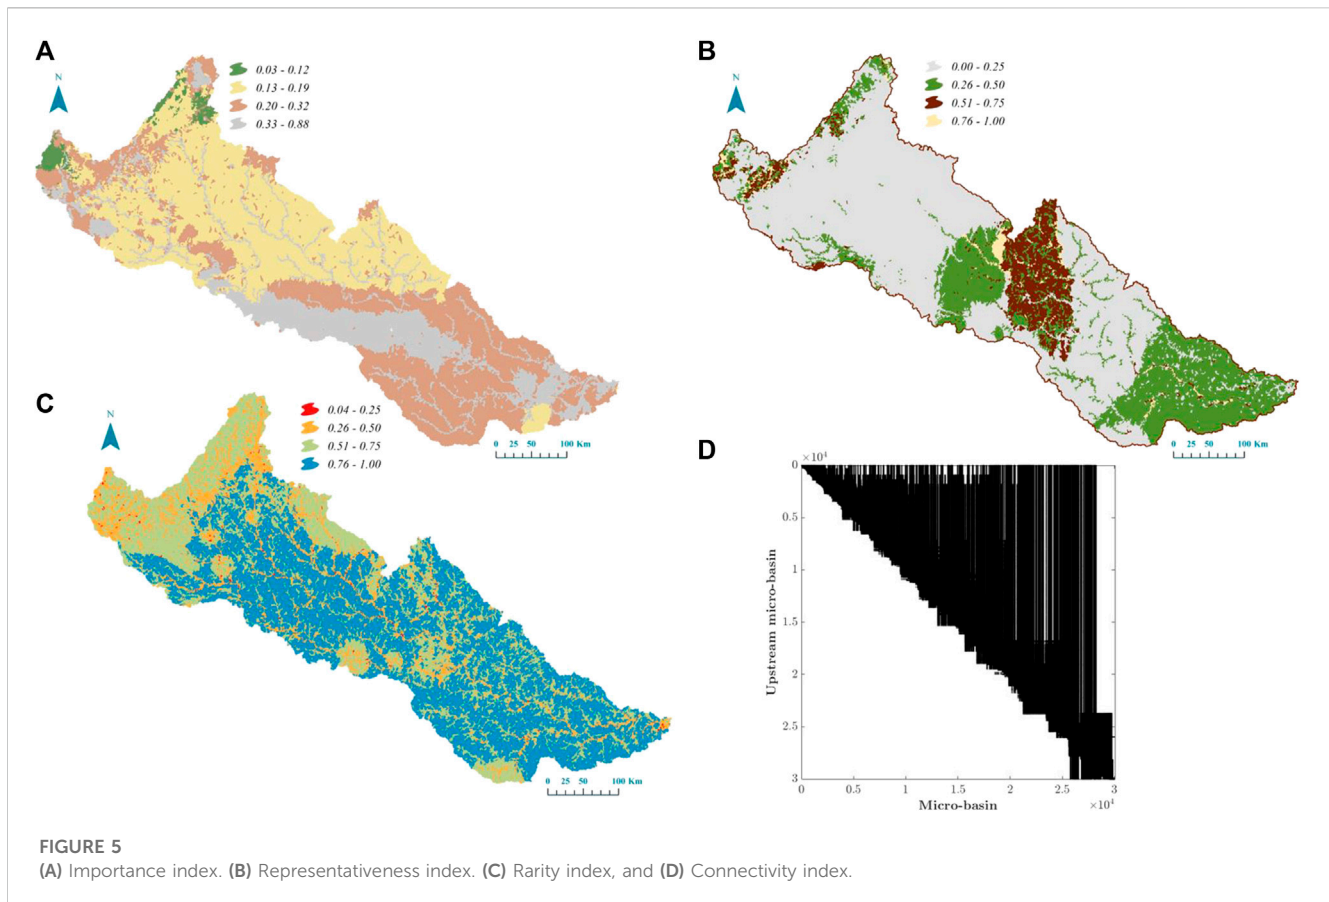 A
N
0.03 - 0.12
0.13 - 0.19
0.20 - 0.32
0.33 - 0.88
0 25 50 100 Km
B
N
0.00 - 0.25
0.26 - 0.50
0.51 - 0.75
0.76 - 1.00
0 25 50 100 Km
C
N
0.04 - 0.25
0.26 - 0.50
0.51 - 0.75
0.76 - 1.00
0 25 50 100 Km
D
×10⁴
0
0.5
1
1.5
2
2.5
3
Upstream micro-basin
0 0.5 1 1.5 2 2.5 3
Micro-basin
×10⁴
FIGURE 5
(A) Importance index. (B) Representativeness index. (C) Rarity index, and (D) Connectivity index.